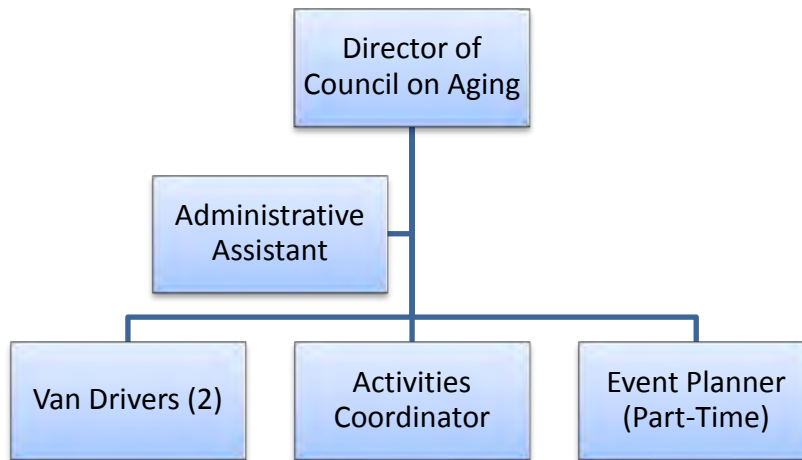 Director of
Council on Aging
Administrative
Assistant
Van Drivers (2)
Activities
Coordinator
Event Planner
(Part-Time)